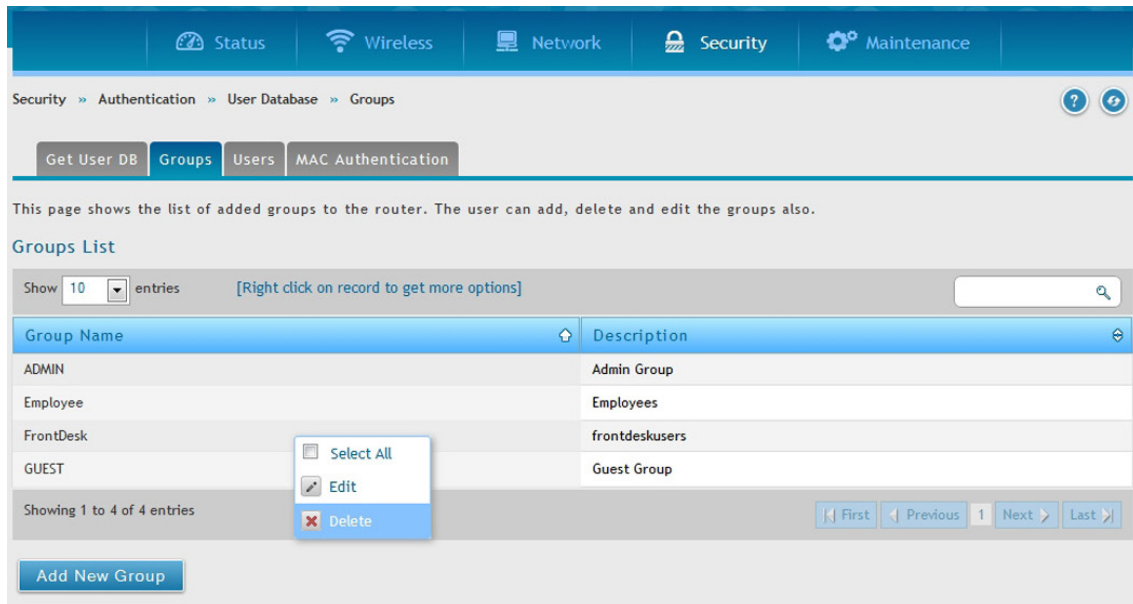 Status Wireless Network Security Maintenance
Security » Authentication » User Database » Groups
?
Get User DB Groups Users MAC Authentication
This page shows the list of added groups to the router. The user can add, delete and edit the groups also.
Groups List
Show 10 entries [Right click on record to get more options]
Group Name Description
ADMIN Admin Group
Employee Employees
FrontDesk frontdeskusers
GUEST Guest Group
Select All
Edit
Delete
Showing 1 to 4 of 4 entries First Previous 1 Next Last
Add New Group